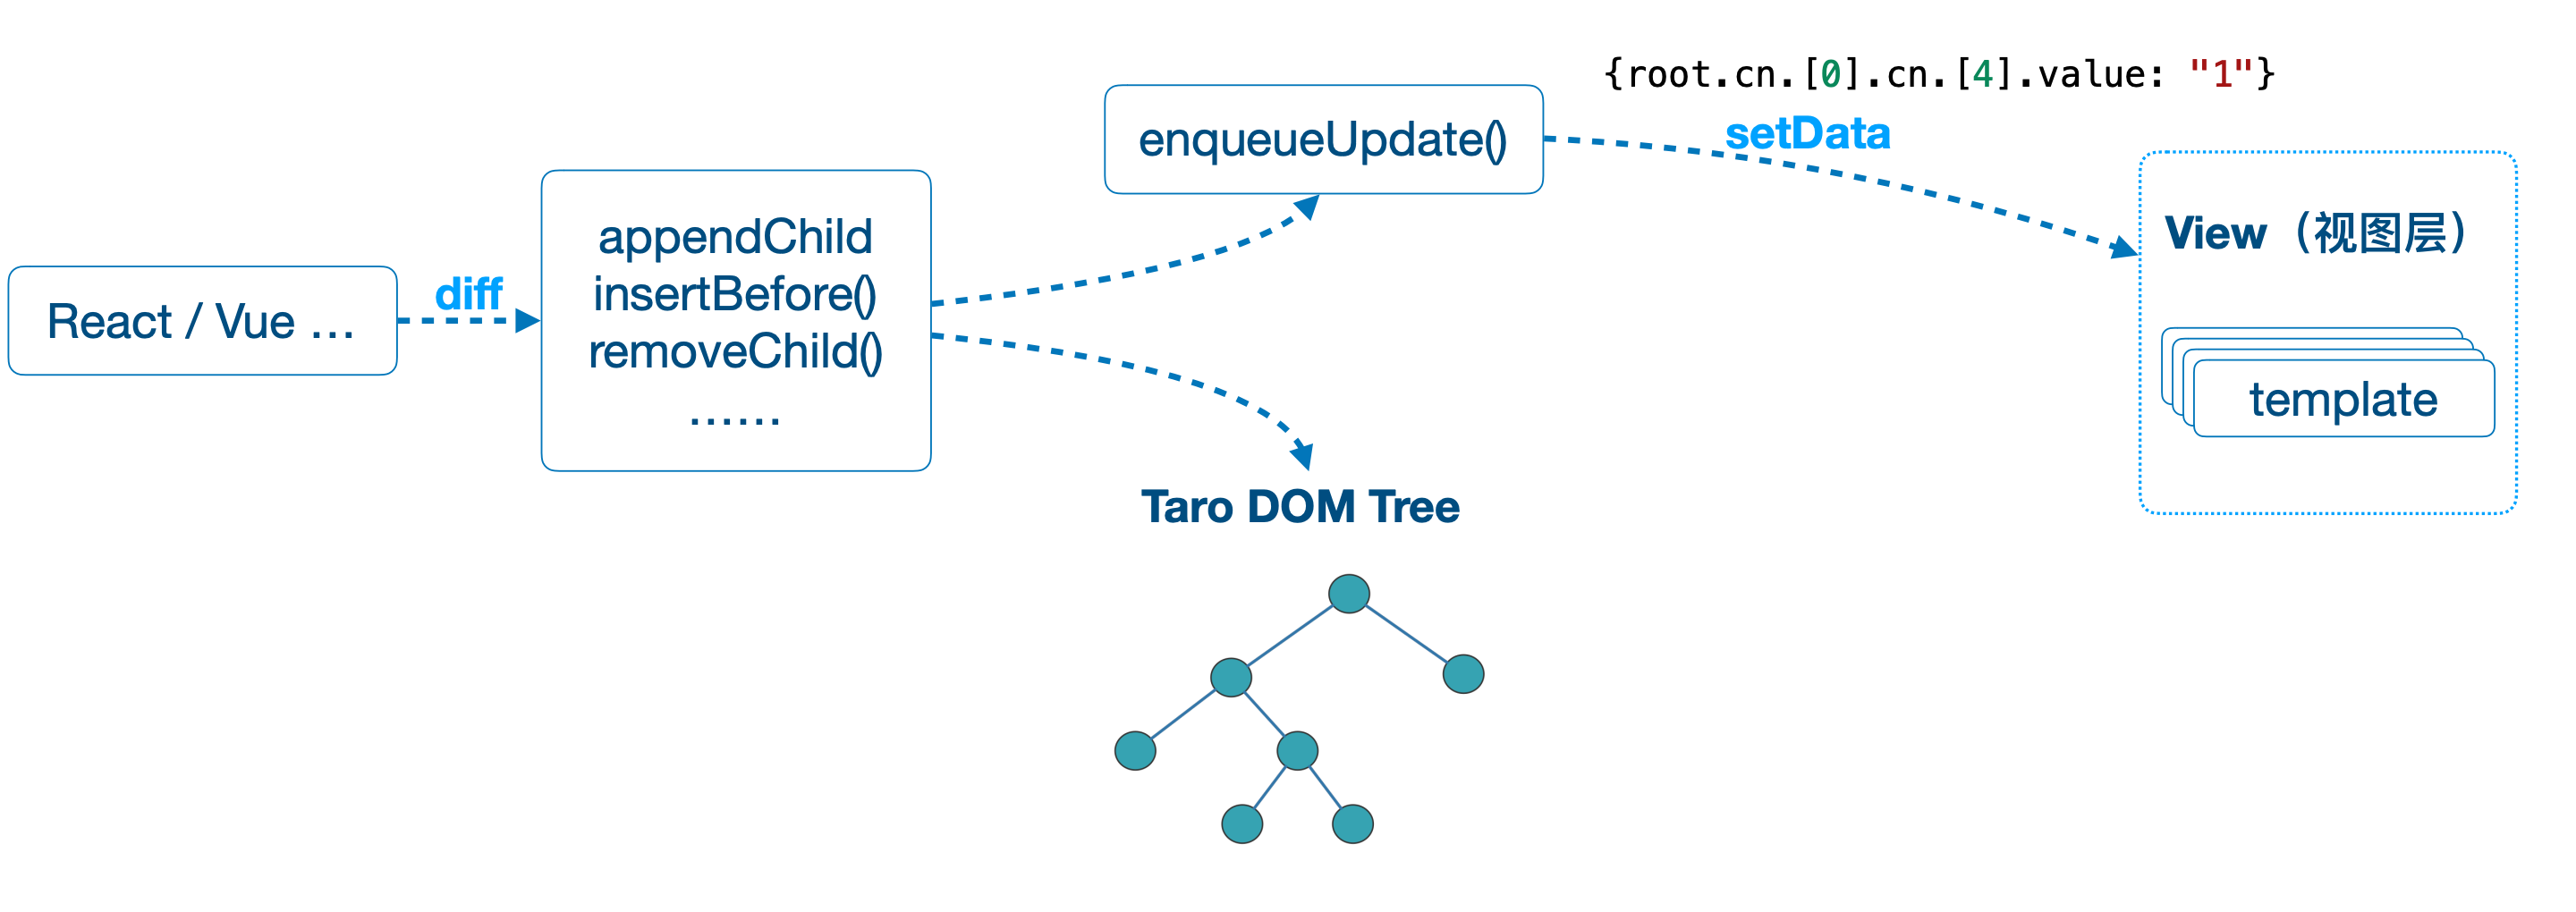 React / Vue ...
diff
appendChild
insertBefore()
removeChild()
......
enqueueUpdate()
{root.cn.[0].cn.[4].value: "1"}
setData
View（视图层）
template
Taro DOM Tree